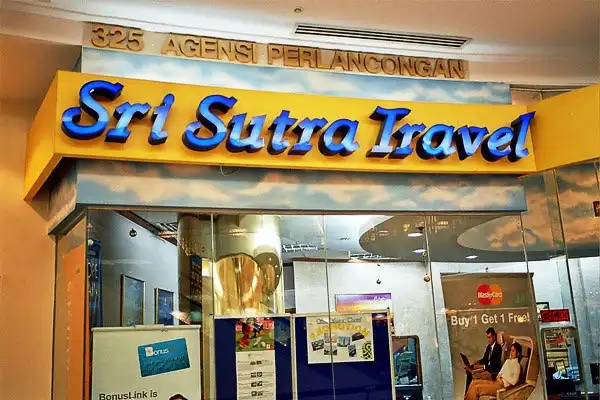 325 AGENSI PERLANCONGAN
Sri Sutra Travel
MasterCard
Buy 1 Get 1 Free!
Bonus
BonusLink is